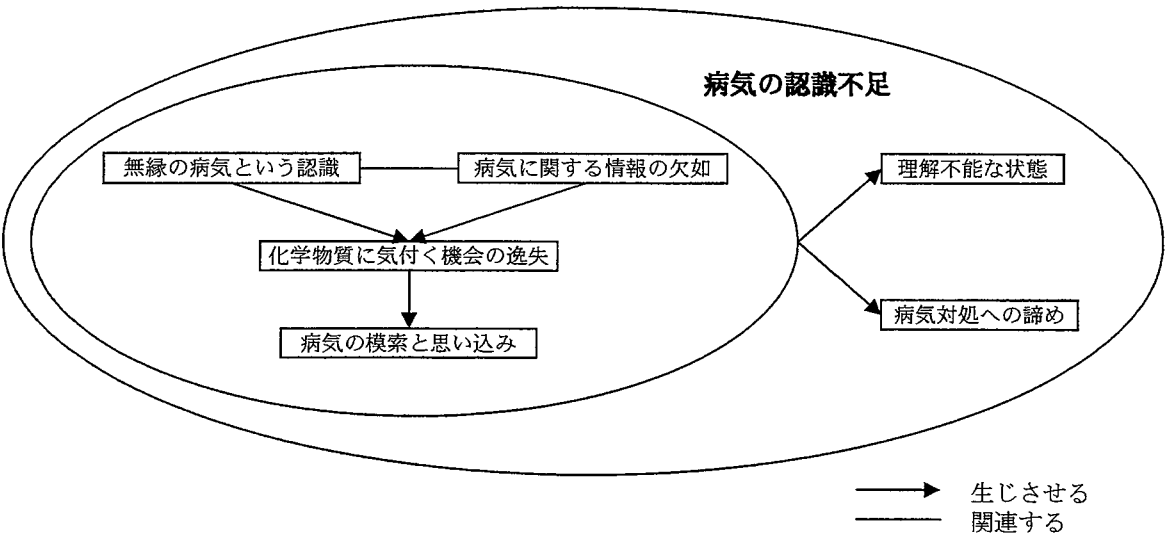 病気の認識不足
無縁の病気という認識
病気に関する情報の欠如
理解不能な状態
化学物質に気付く機会の逸失
病気対処への諦め
病気の模索と思い込み
生じさせる
関連する